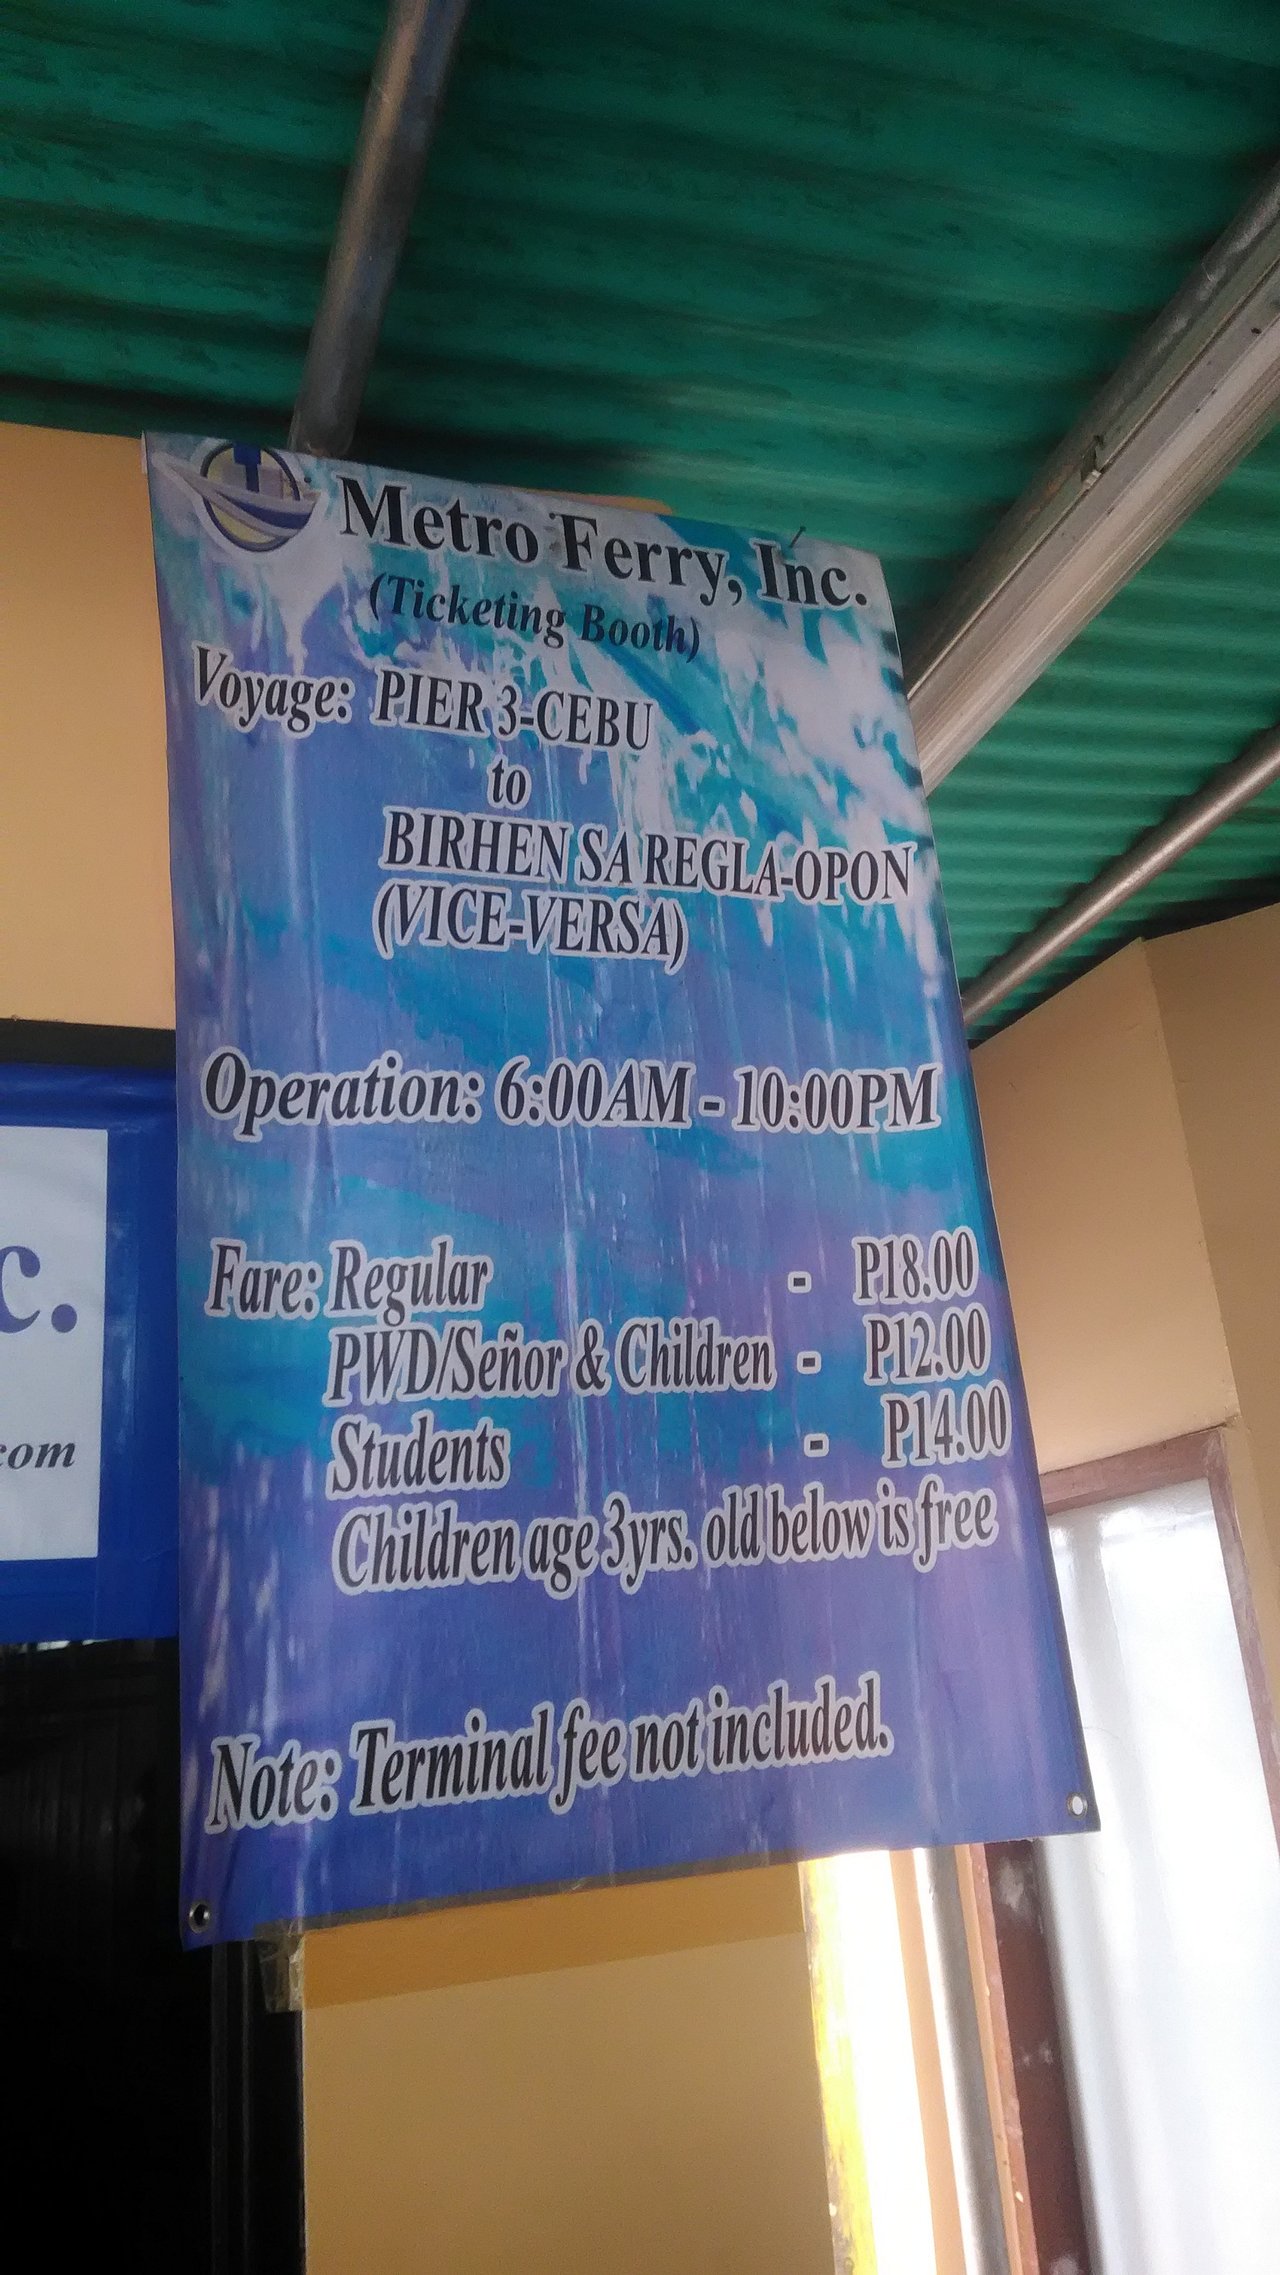 Metro Ferry, Inc.
(Ticketing Booth)
Voyage: PIER 3-CEBU
to
BIRHEN SA REGLA-OPON
(VICE-VERSA)
Operation: 6:00AM - 10:00PM
Fare: Regular - P18.00
PWD/Señor & Children - P12.00
Students - P14.00
Children age 3yrs. old below is free
Note: Terminal fee not included.
c.
com